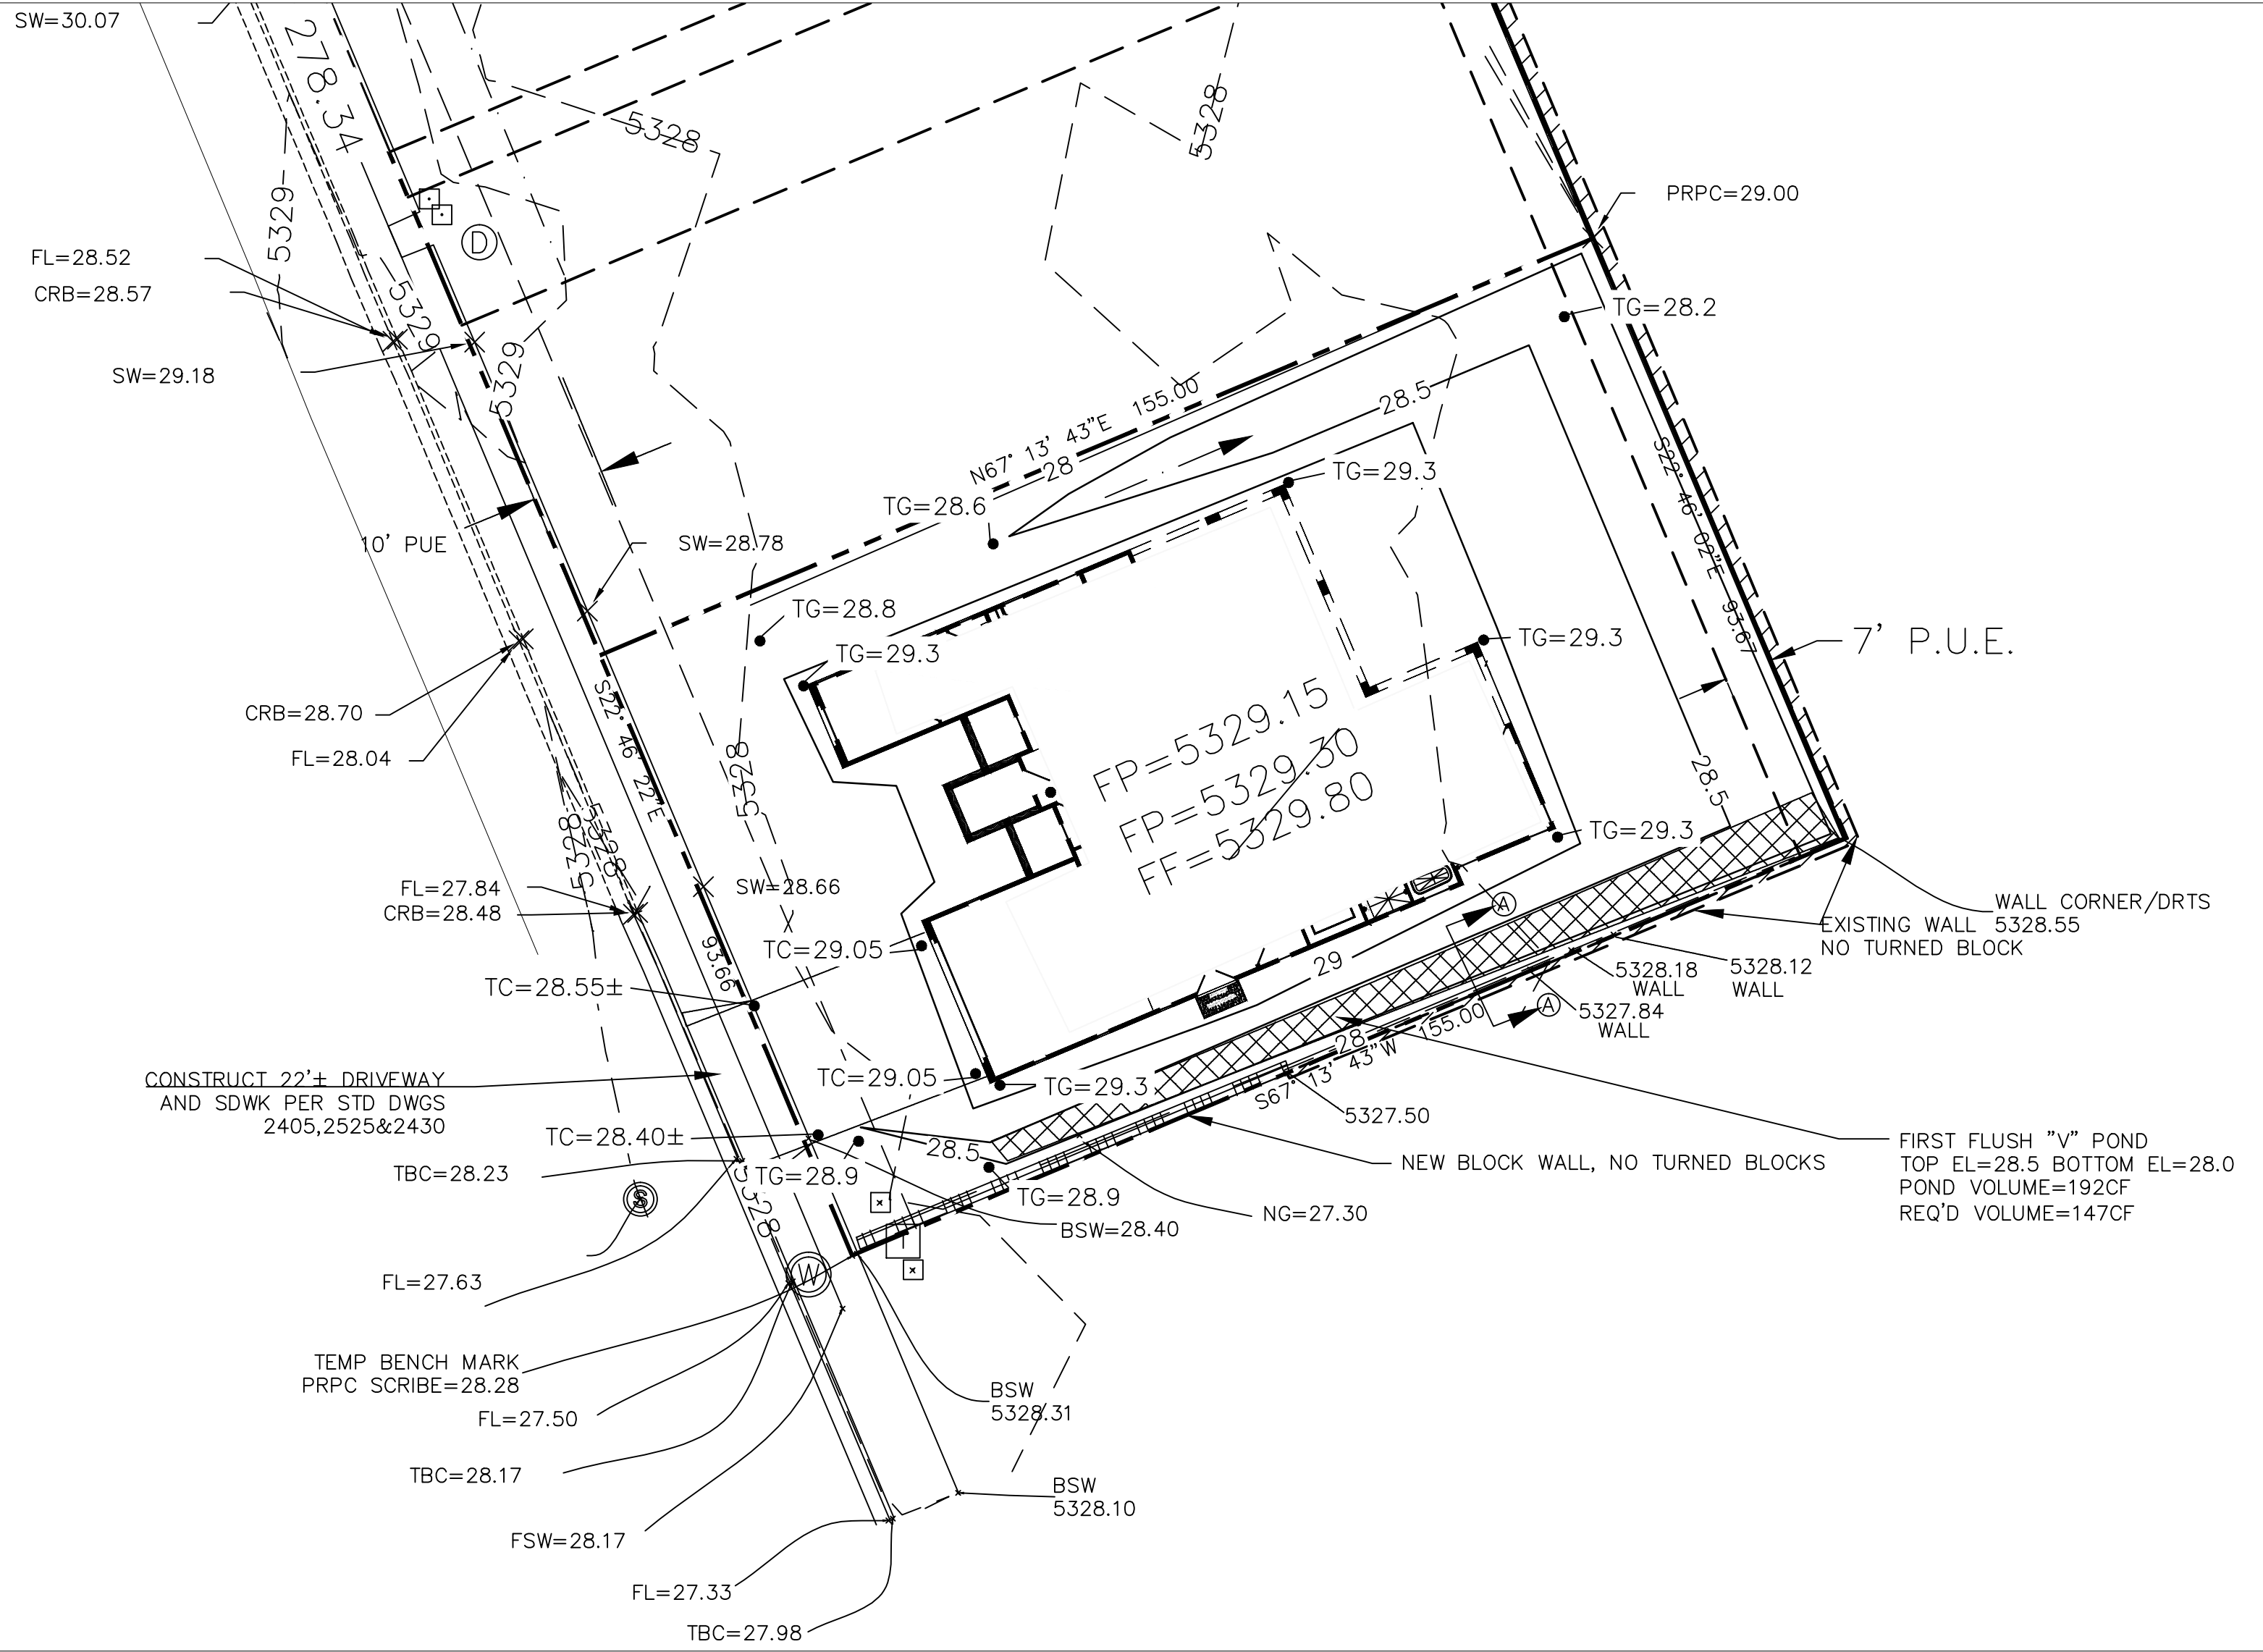 SW=30.07
278.34
5328
5328
5329
PRPC=29.00
D
FL=28.52
CRB=28.57
5329
TG=28.2
SW=29.18
5329
28.5
N67° 13' 43"E 155.00
28
TG=29.3
TG=28.6
S22° 46' 02"E 93.67
10' PUE
SW=28.78
TG=28.8
TG=29.3
TG=29.3
7' P.U.E.
CRB=28.70
FL=28.04
S22° 46' 22"E
93.66
5328
FP=5329.15
FP=5329.30
FF=5329.80
28.5
5328
5328
TG=29.3
FL=27.84
CRB=28.48
SW=28.66
A
WALL CORNER/DRTS
5328.55
EXISTING WALL
NO TURNED BLOCK
TC=29.05
29
5328.12
WALL
5328.18
WALL
TC=28.55±
5327.84
WALL
A
28
S67° 13' 43"W 155.00
CONSTRUCT 22'± DRIVEWAY
AND SDWK PER STD DWGS
2405,2525&2430
TC=29.05
TG=29.3
5327.50
TC=28.40±
28.5
FIRST FLUSH "V" POND
TOP EL=28.5 BOTTOM EL=28.0
POND VOLUME=192CF
REQ'D VOLUME=147CF
NEW BLOCK WALL, NO TURNED BLOCKS
TBC=28.23
TG=28.9
TG=28.9
S
5328
NG=27.30
BSW=28.40
FL=27.63
W
TEMP BENCH MARK
PRPC SCRIBE=28.28
FL=27.50
BSW
5328.31
TBC=28.17
BSW
5328.10
FSW=28.17
FL=27.33
TBC=27.98